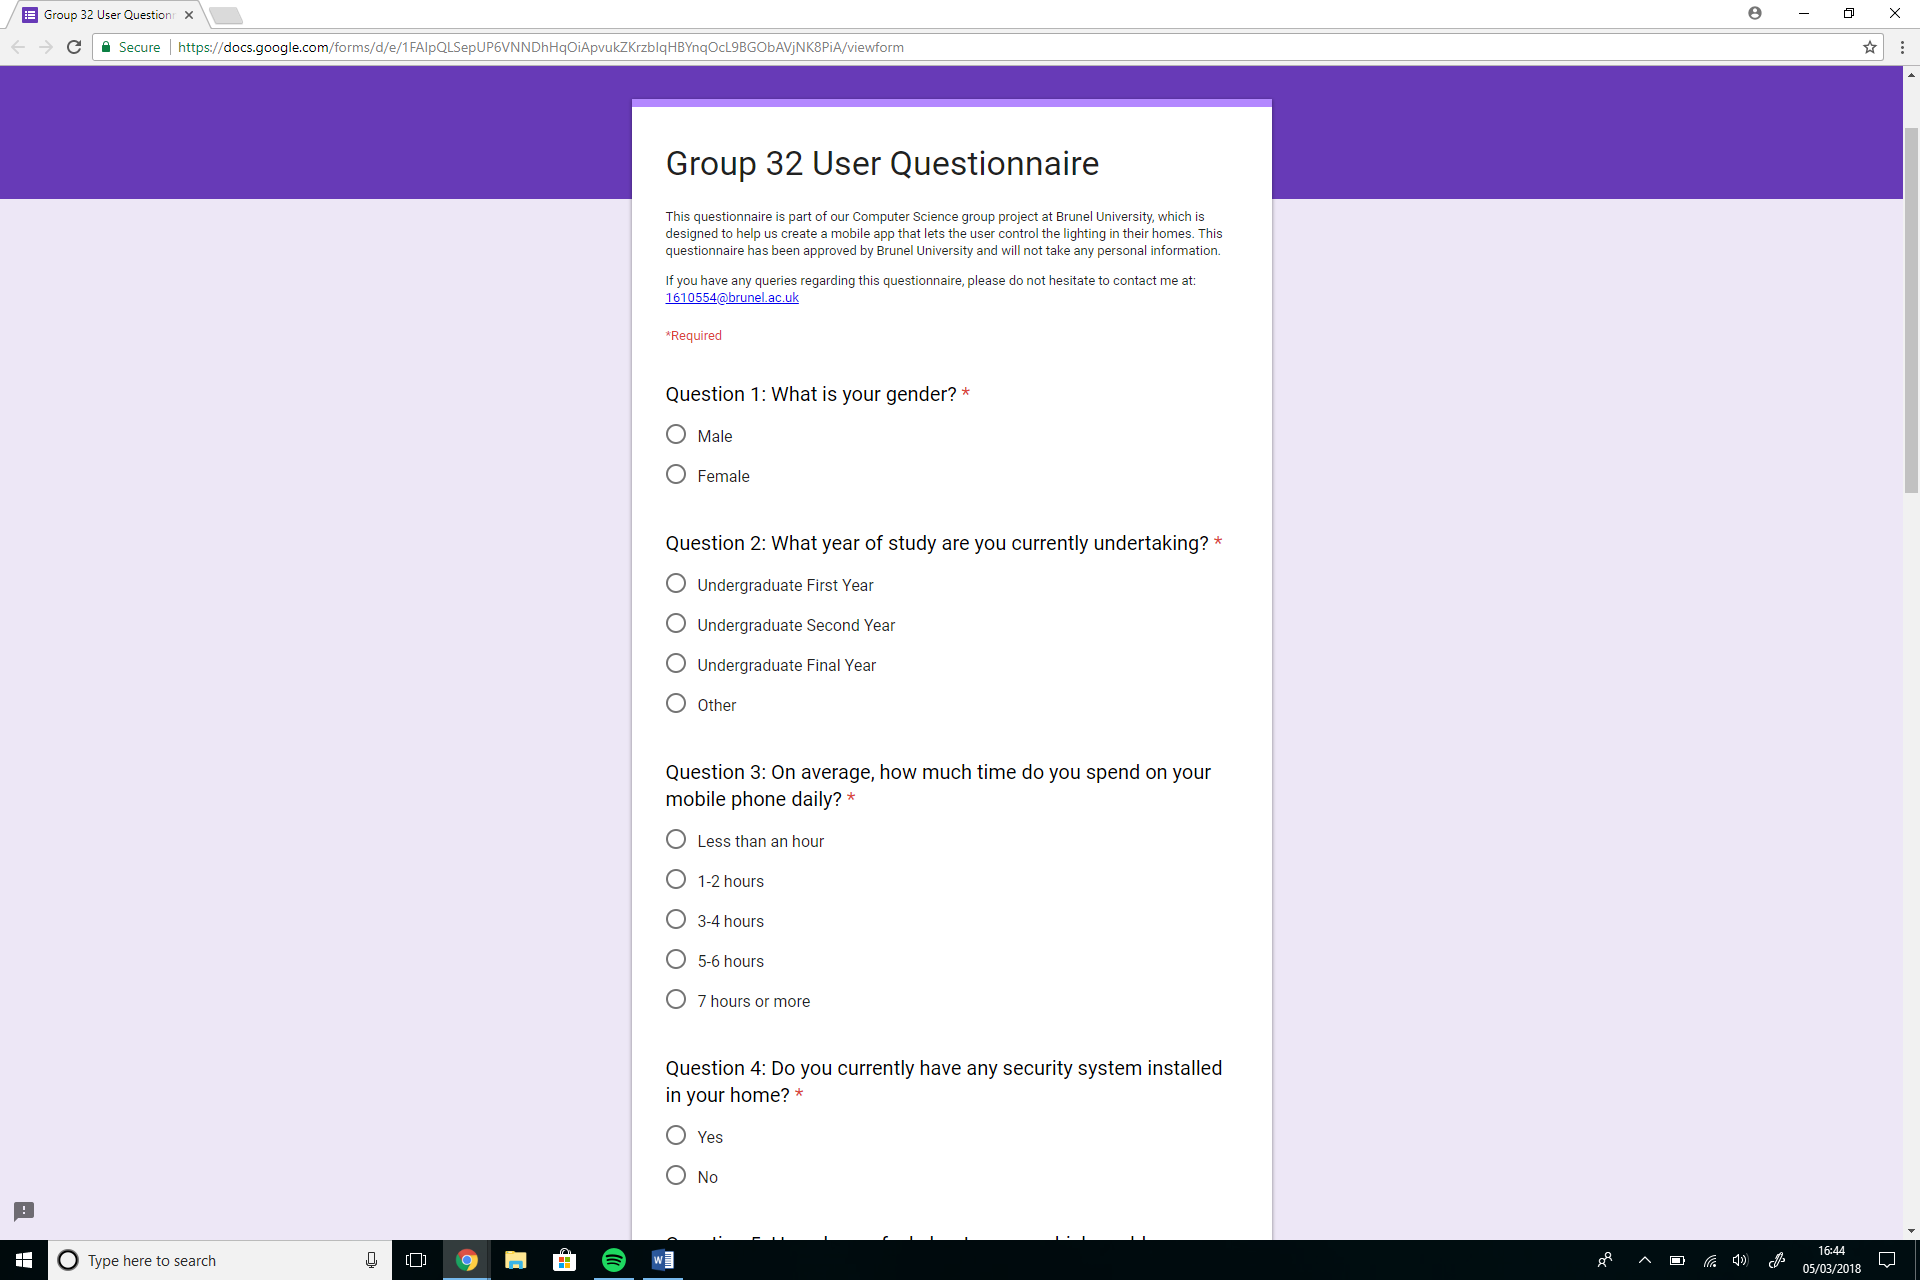 Group 32 User Question
Secure
https://docs.google.com/forms/d/e/1FAIpQLSepUP6VNNDhHqOiApvukZKrzblqHBYnqOcL9BGObAVjNK8PiA/viewform
Group 32 User Questionnaire
This questionnaire is part of our Computer Science group project at Brunel University, which is
designed to help us create a mobile app that lets the user control the lighting in their homes. This
questionnaire has been approved by Brunel University and will not take any personal information.
If you have any queries regarding this questionnaire, please do not hesitate to contact me at:
1610554@brunel.ac.uk
*Required
Question 1: What is your gender? *
Male
Female
Question 2: What year of study are you currently undertaking? *
Undergraduate First Year
Undergraduate Second Year
Undergraduate Final Year
Other
Question 3: On average, how much time do you spend on your
mobile phone daily? *
Less than an hour
1-2 hours
3-4 hours
5-6 hours
7 hours or more
Question 4: Do you currently have any security system installed
in your home? *
Yes
No
Type here to search
16:44
05/03/2018